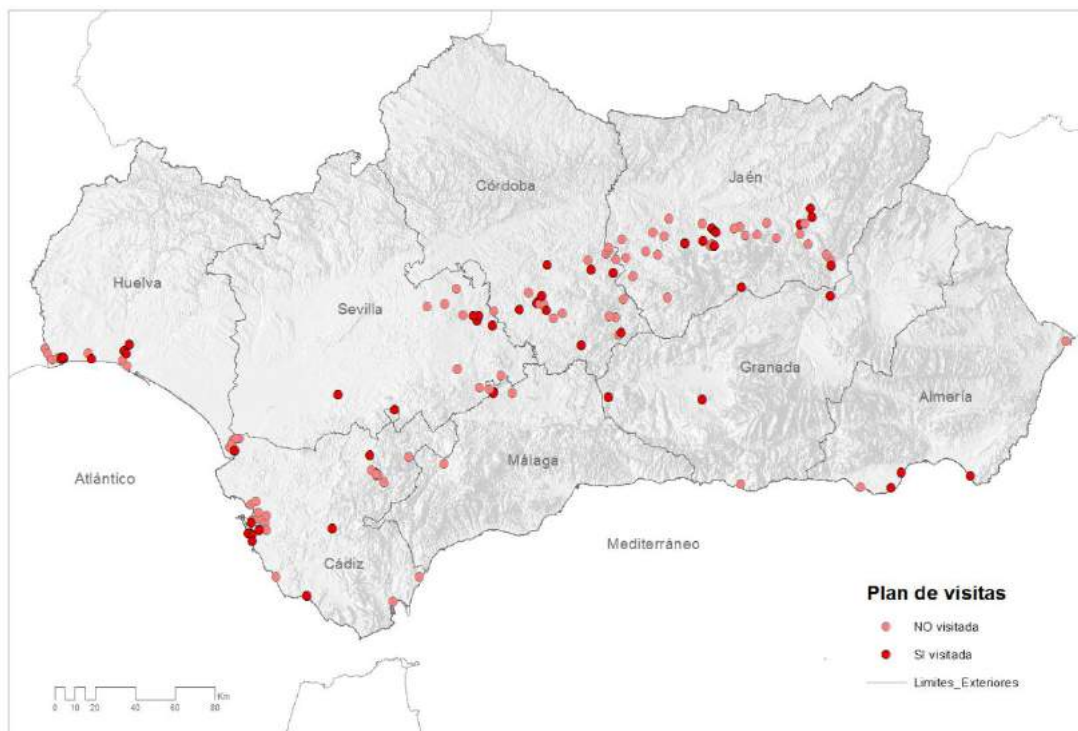 Córdoba
Jaén
Huelva
Sevilla
Granada
Almería
Málaga
Atlántico
Mediterráneo
Cádiz
Plan de visitas
NO visitada
SI visitada
Limites_Exteriores
Km
0 10 20 40 60 80